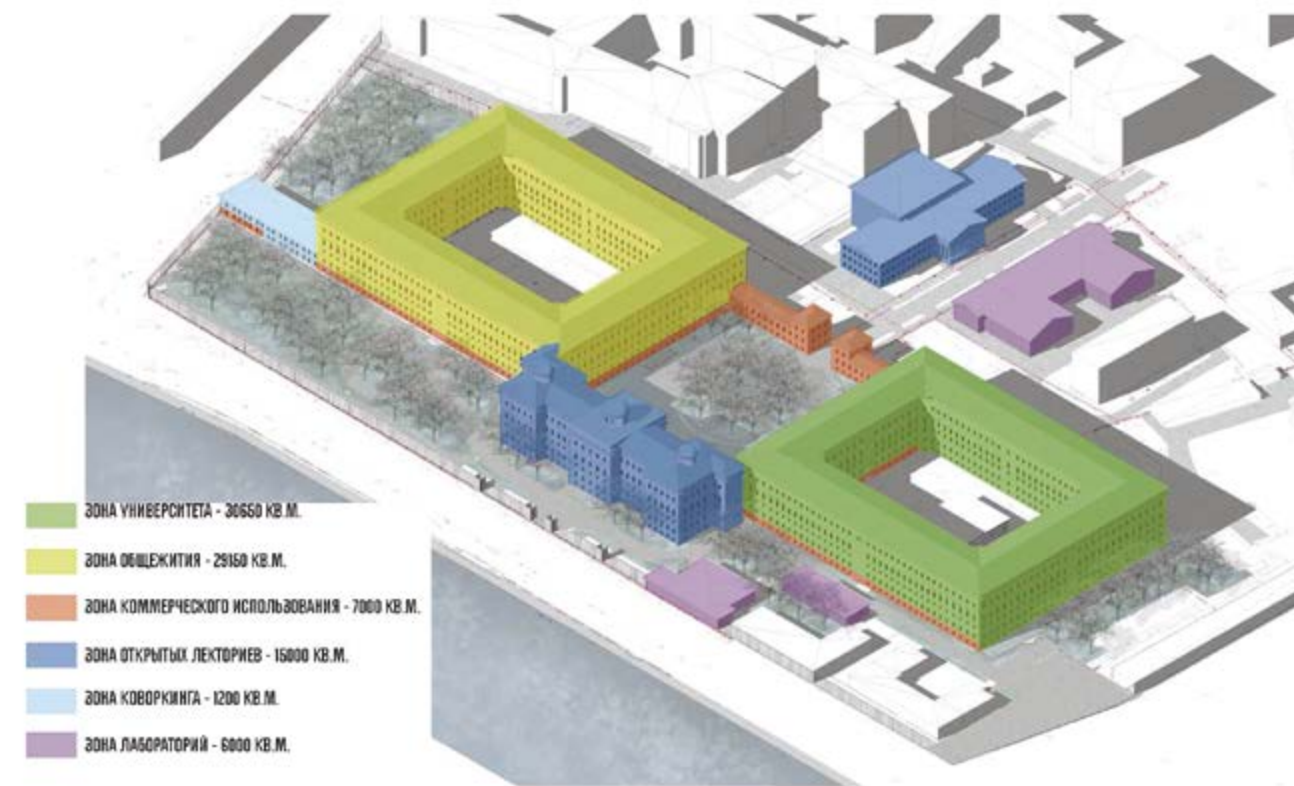 ЗОНА УНИВЕРСИТЕТА - 30650 КВ.М.
ЗОНА ОБЩЕЖИТИЯ - 29150 КВ.М.
ЗОНА КОММЕРЧЕСКОГО ИСПОЛЬЗОВАНИЯ - 7000 КВ.М.
ЗОНА ОТКРЫТЫХ ЛЕКТОРИЕВ - 15000 КВ.М.
ЗОНА КОВОРКИНГА - 1200 КВ.М.
ЗОНА ЛАБОРАТОРИЙ - 6000 КВ.М.